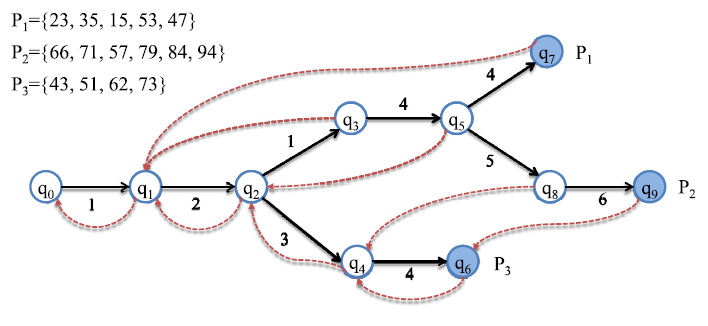 P₁={23, 35, 15, 53, 47}
P₂={66, 71, 57, 79, 84, 94}
P₃={43, 51, 62, 73}
q₇ P₁
4
4
q₃ q₅
1
5
q₀ q₁ q₂ q₈ q₉ P₂
1 2 6
3
q₄ q₆ P₃
4